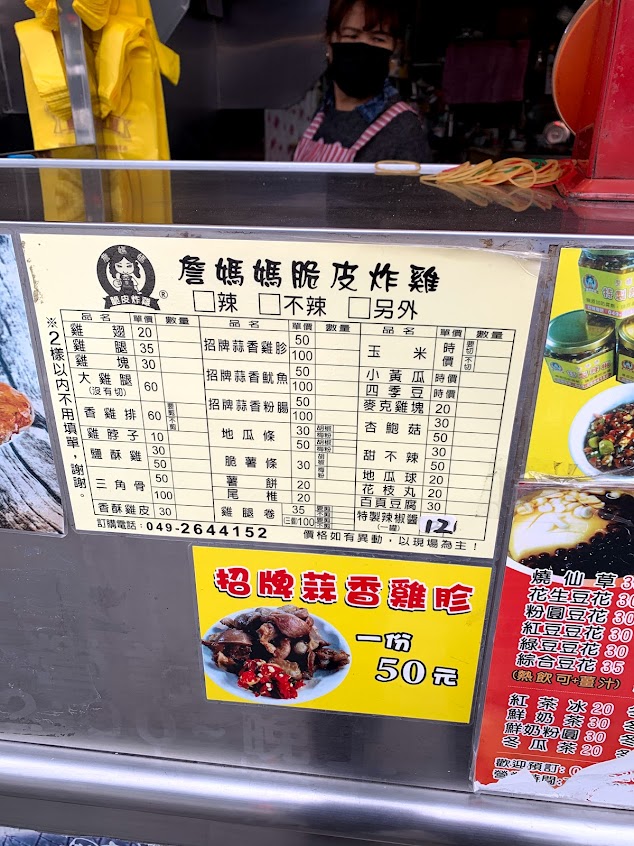 詹媽媽
脆皮炸雞
®
詹媽媽脆皮炸雞
□辣 □不辣 □另外
※2樣以內不用填單,謝謝。
品名 單價 數量
雞翅 20
雞腿 35
雞塊 30
大雞腿(沒有切) 60
香雞排 60
雞脖子 10
鹽酥雞 30
50
三角骨 50
100
香酥雞皮 30
品名 單價 數量
招牌蒜香雞胗 50
100
招牌蒜香魷魚 50
100
招牌蒜香粉腸 50
100
地瓜條 30
50
脆薯條 30
薯餅 20
尾椎 20
雞腿卷 35
三割100
品名 單價 數量
玉米 時價 要切 不切
小黃瓜 時價
四季豆 時價
麥克雞塊 20
杏鮑菇 30
50
甜不辣 30
50
地瓜球 20
花枝丸 20
百頁豆腐 30
特製辣椒醬(一罐) 120
訂購電話:049-2644152
價格如有異動,以現場為主!
招牌蒜香雞胗
一份
50元
燒仙草
花生豆花 30
粉圓豆花 30
紅豆豆花 30
綠豆豆花 30
綜合豆花 35
(熱飲可+薑汁)
紅茶冰 20
鮮奶茶 30
鮮奶粉圓 30
冬瓜茶 20
歡迎預訂: